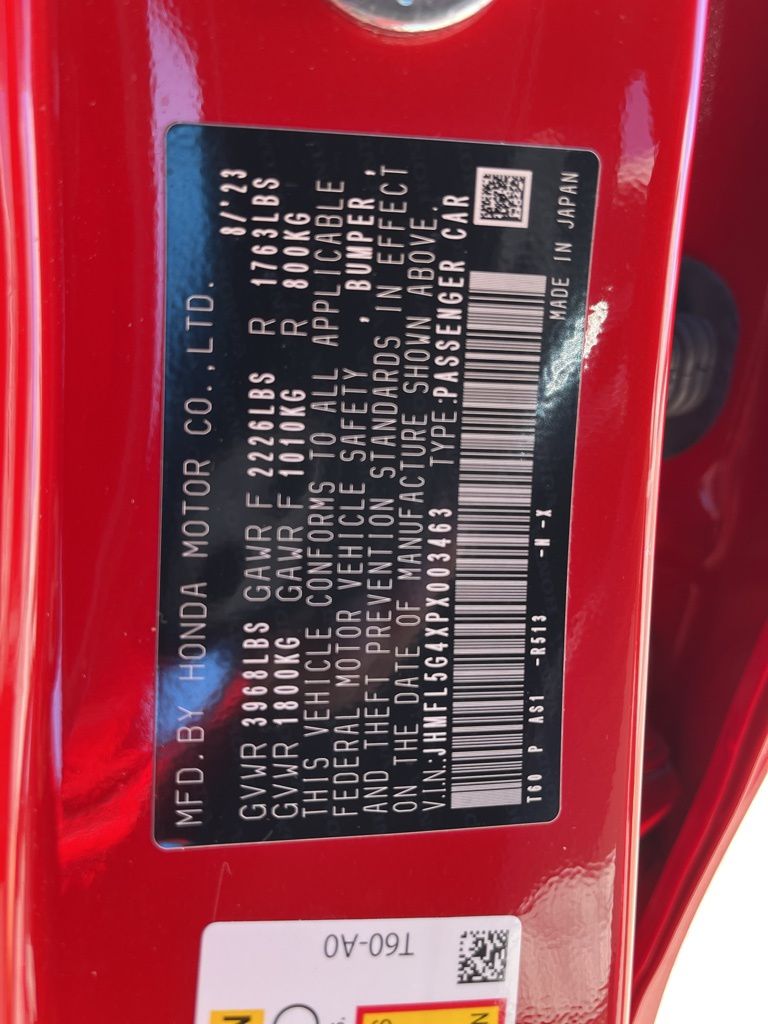 MFD. BY HONDA MOTOR CO., LTD. 8/'23
GVWR 3968LBS GAWR F 2226LBS R 1763LBS
GVWR 1800KG GAWR F 1010KG R 800KG
THIS VEHICLE CONFORMS TO ALL APPLICABLE
FEDERAL MOTOR VEHICLE SAFETY , BUMPER,
AND THEFT PREVENTION STANDARDS IN EFFECT
ON THE DATE OF MANUFACTURE SHOWN ABOVE.
V.I.N:JHMFL5G4XPX003463 TYPE:PASSENGER CAR
T60 P AS1 -R513 -N-X MADE IN JAPAN
T60-A0